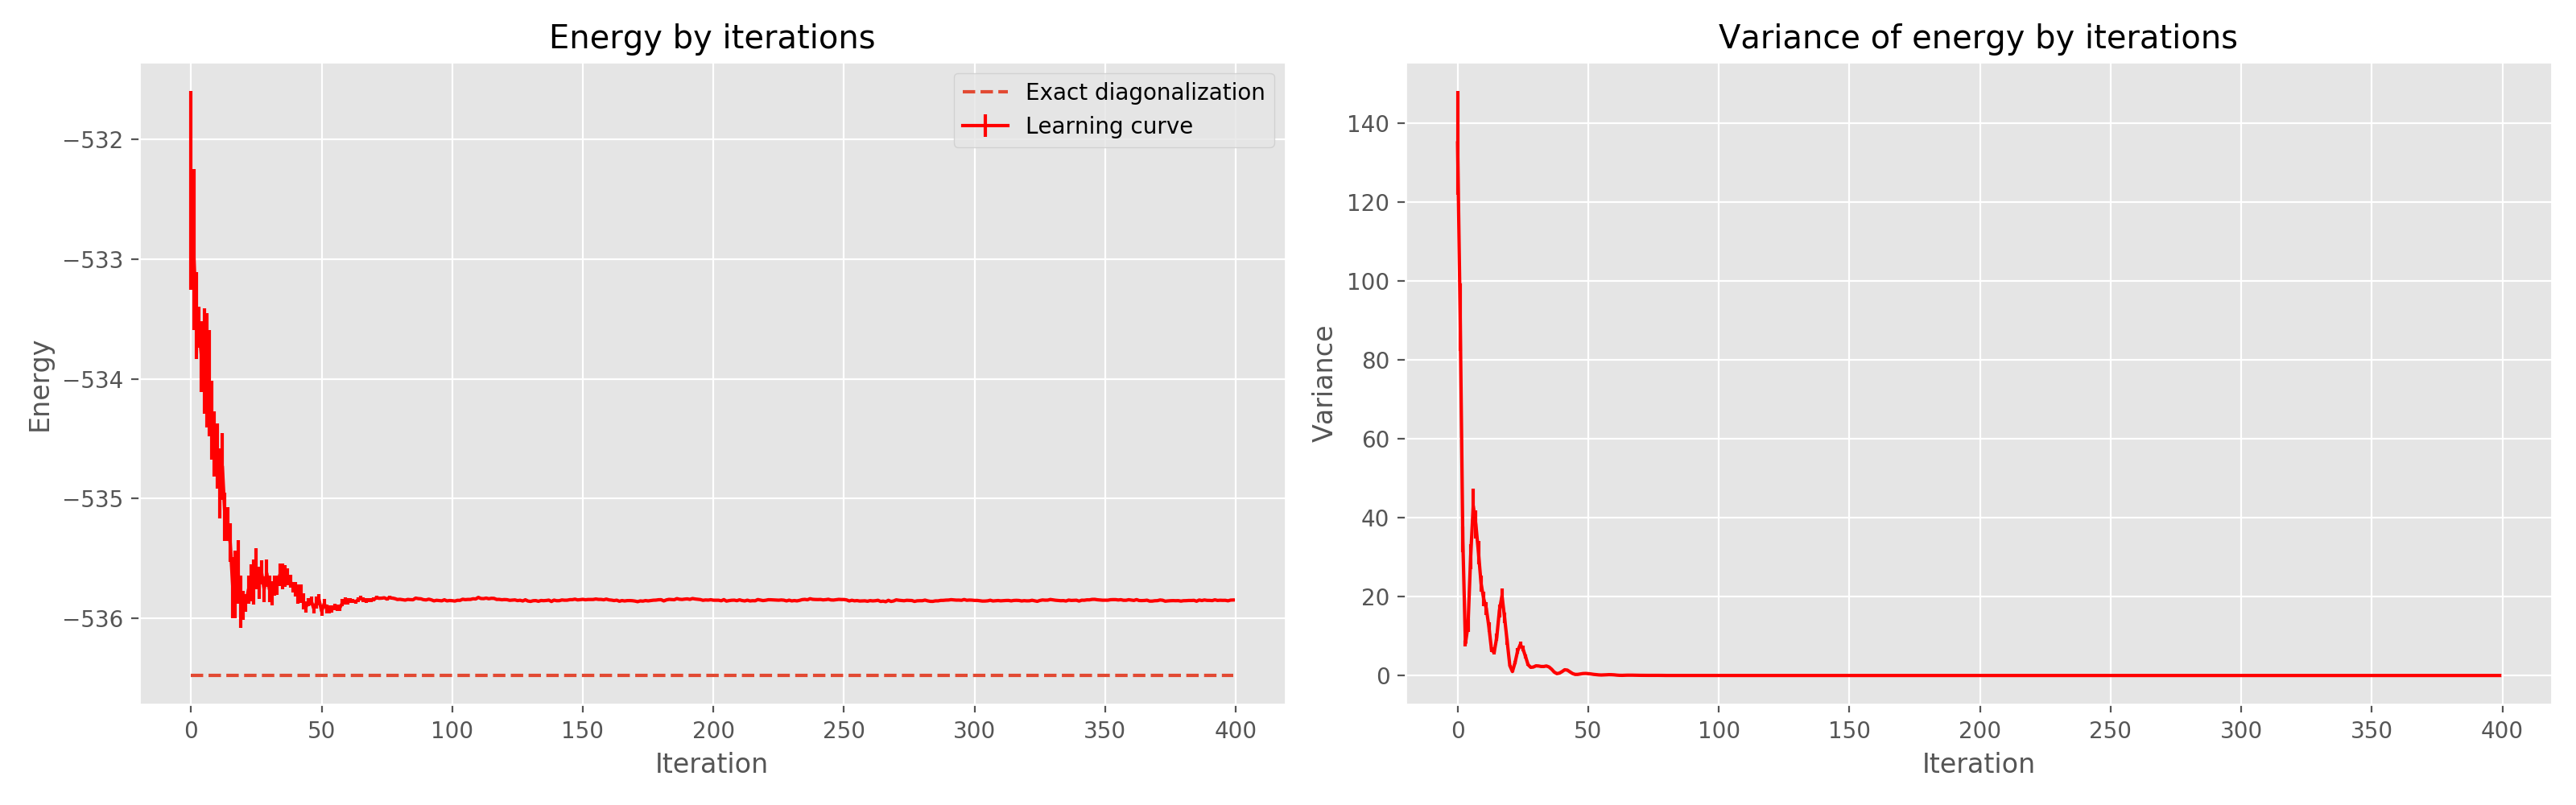 Energy by iterations
Exact diagonalization
Learning curve
−532
−533
−534
−535
−536
Energy
0 50 100 150 200 250 300 350 400
Iteration
Variance of energy by iterations
140
120
100
80
60
40
20
0
Variance
0 50 100 150 200 250 300 350 400
Iteration